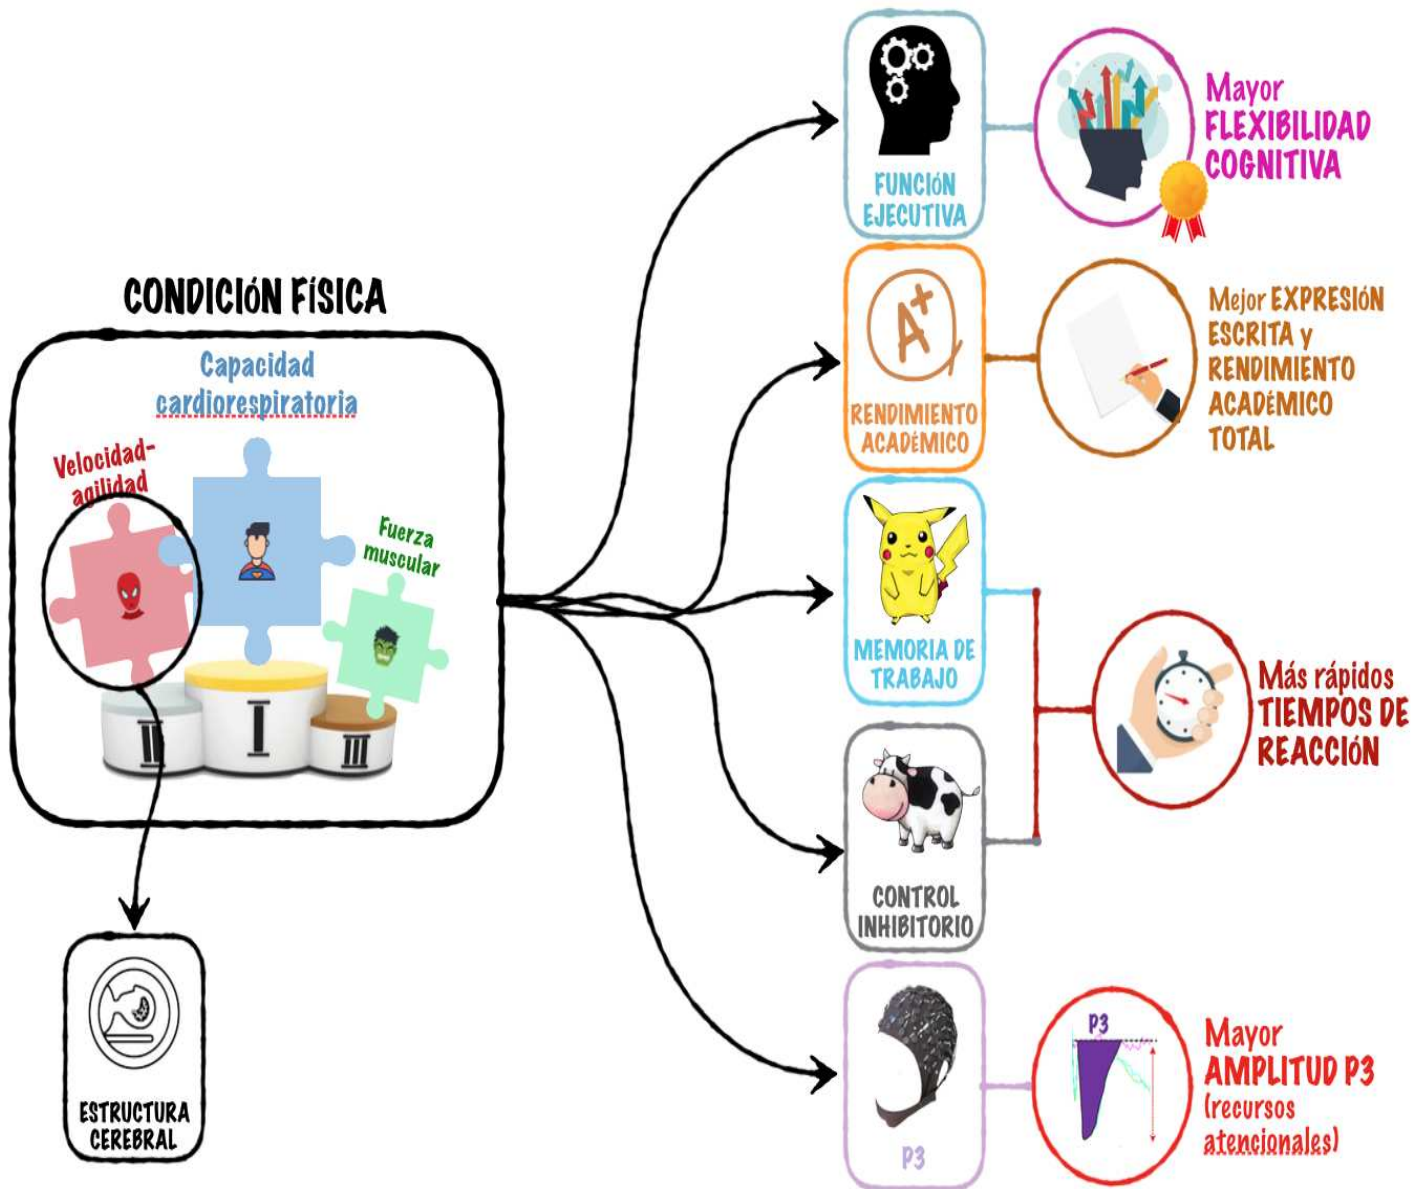 CONDICIÓN FÍSICA
Capacidad
cardiorespiratoria
Velocidad-
agilidad
Fuerza
muscular
II
I
III
ESTRUCTURA
CEREBRAL
FUNCIÓN
EJECUTIVA
Mayor
FLEXIBILIDAD
COGNITIVA
A+
RENDIMIENTO
ACADÉMICO
Mejor EXPRESIÓN
ESCRITA y
RENDIMIENTO
ACADÉMICO
TOTAL
MEMORIA DE
TRABAJO
CONTROL
INHIBITORIO
Más rápidos
TIEMPOS DE
REACCIÓN
P3
P3
Mayor
AMPLITUD P3
(recursos
atencionales)